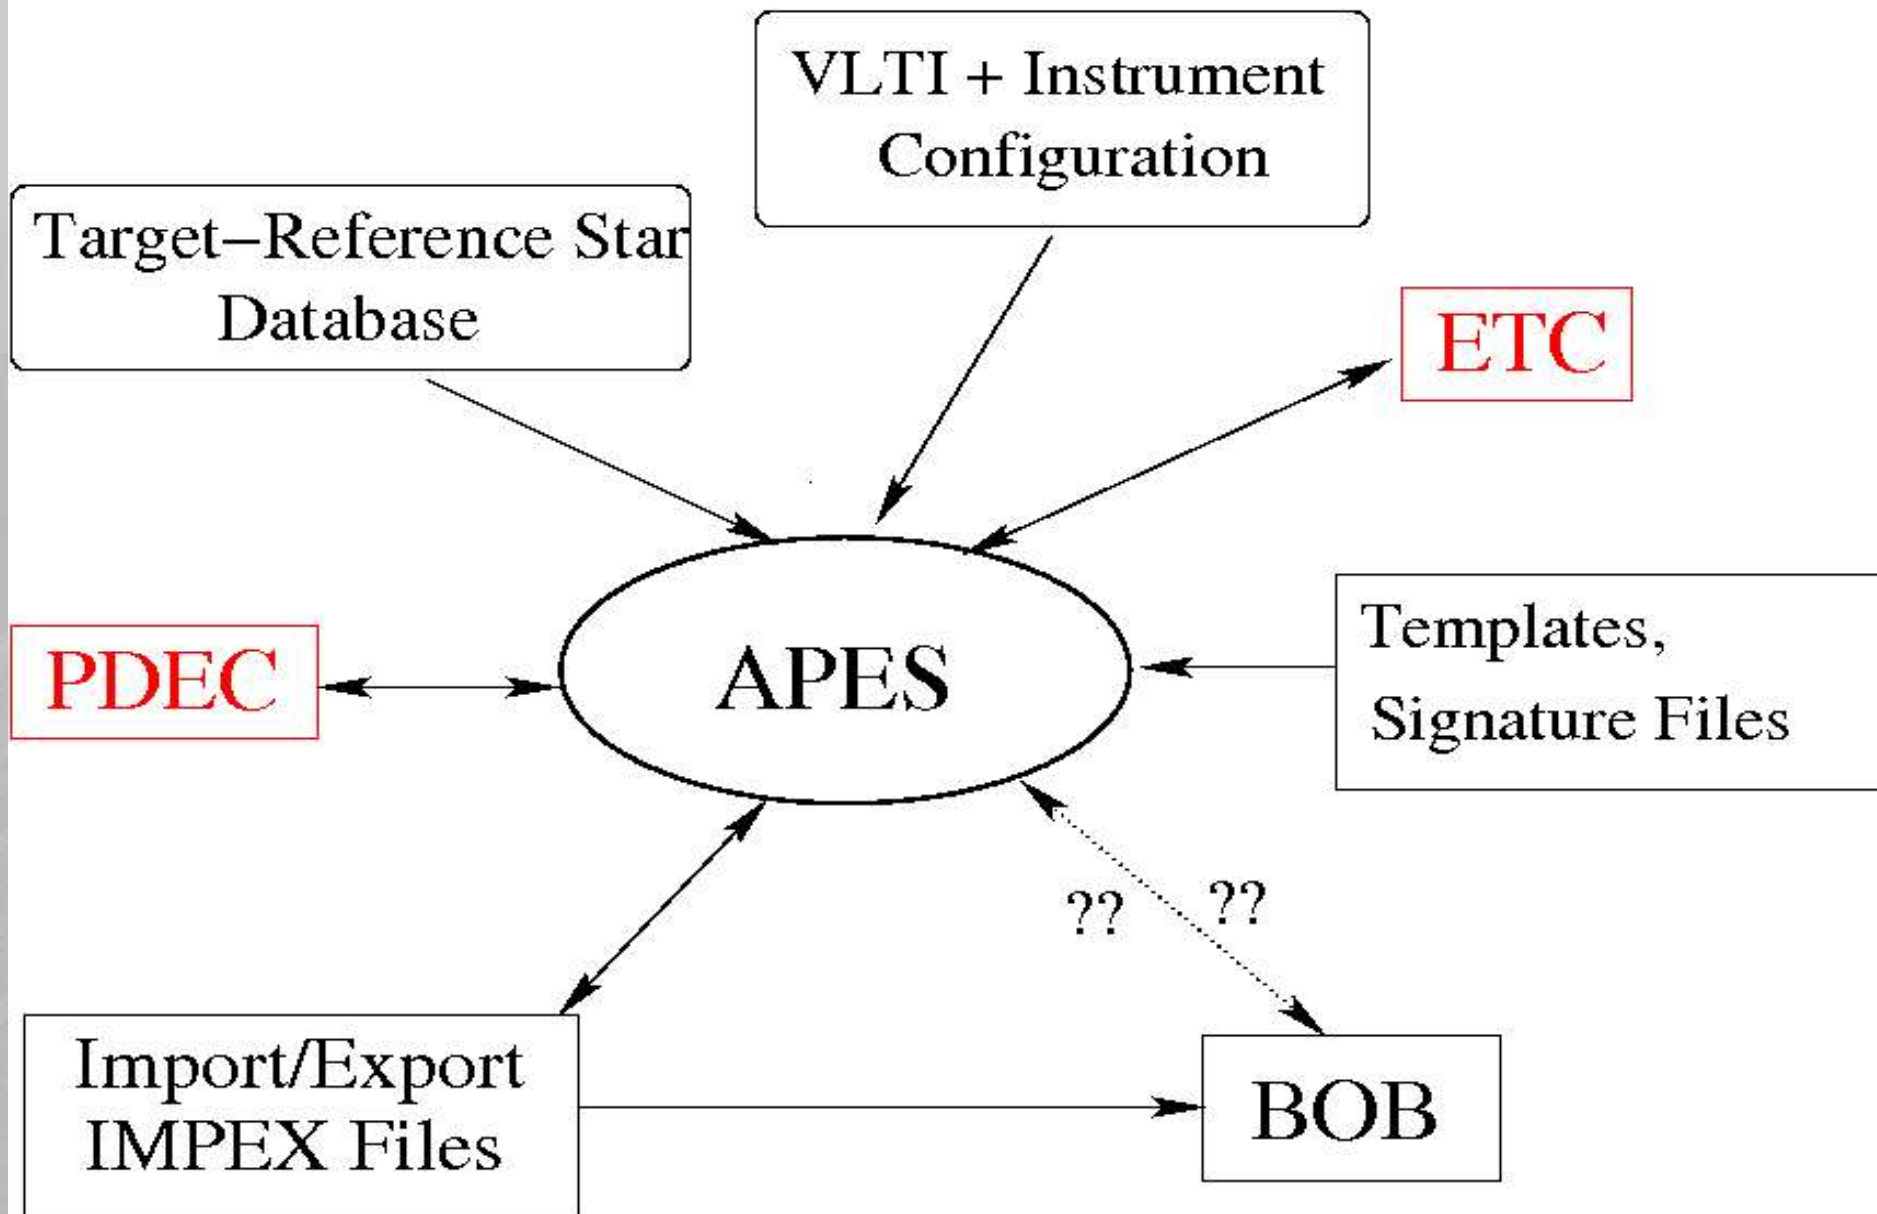 VLTI + Instrument
Configuration
Target–Reference Star
Database
ETC
Templates,
Signature Files
PDEC
APES
??
??
Import/Export
IMPEX Files
BOB